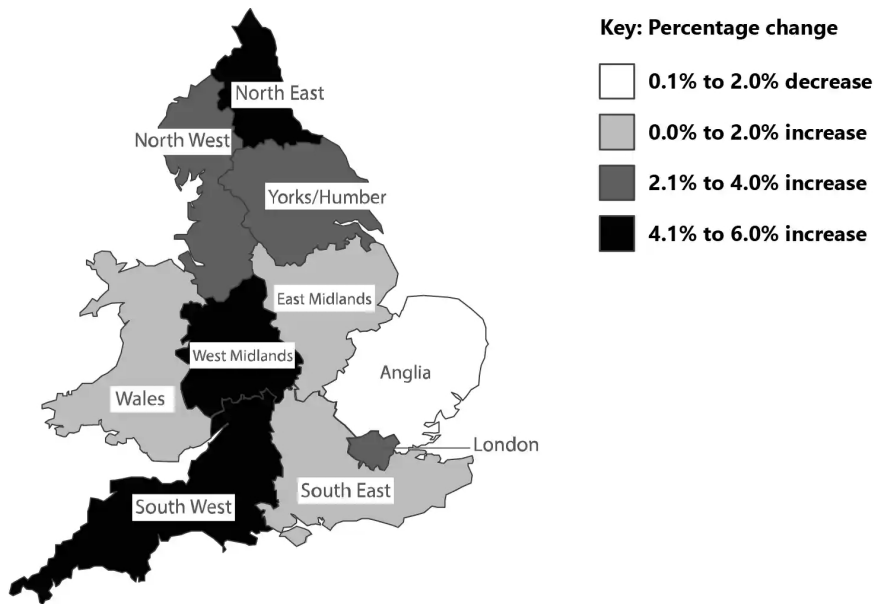 Key: Percentage change
0.1% to 2.0% decrease
0.0% to 2.0% increase
2.1% to 4.0% increase
4.1% to 6.0% increase
North East
North West
Yorks/Humber
East Midlands
West Midlands
Anglia
Wales
London
South East
South West